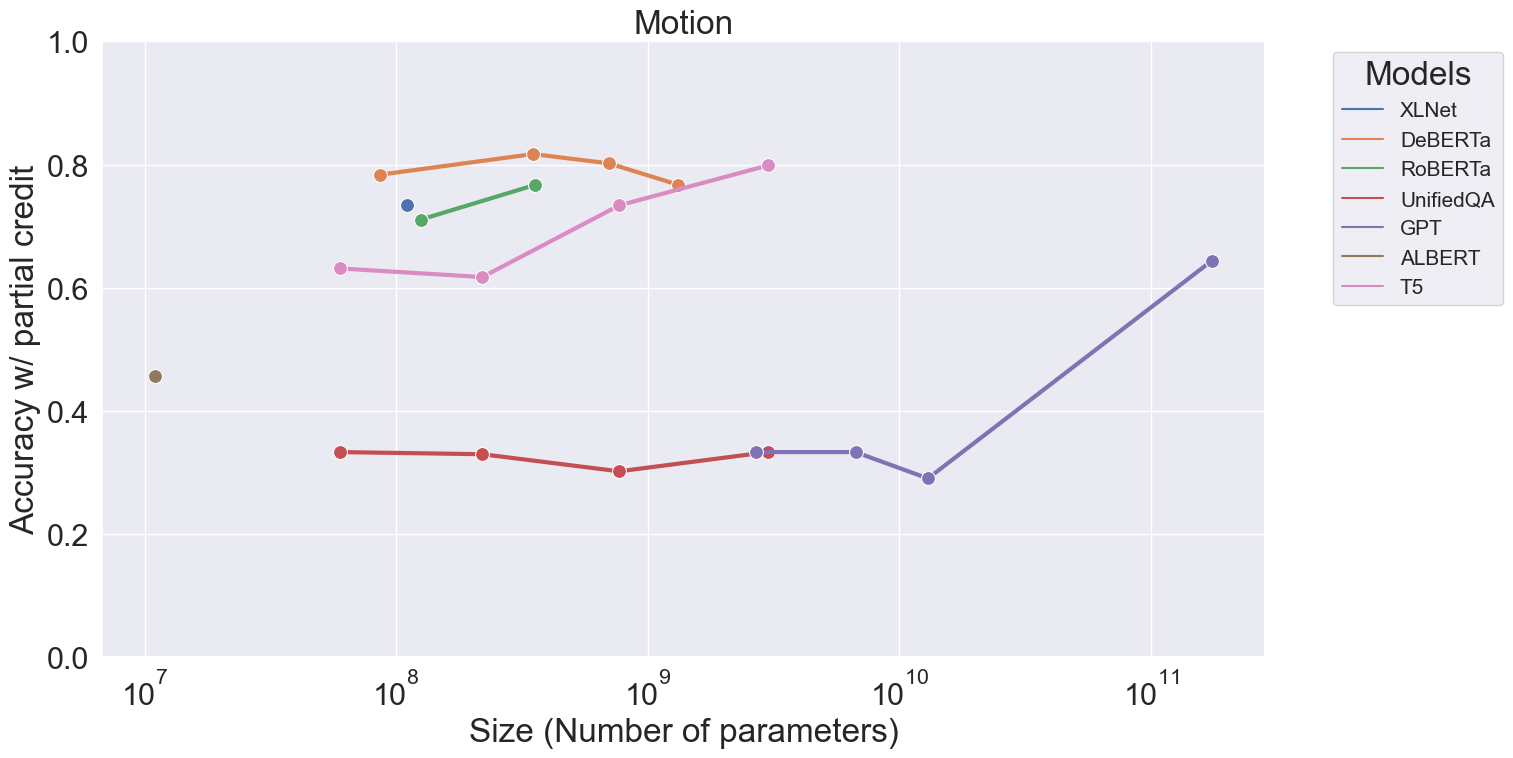 Motion
Accuracy w/ partial credit
1.0
0.8
0.6
0.4
0.2
0.0
10^7
10^8
10^9
10^10
10^11
Size (Number of parameters)
Models
XLNet
DeBERTa
RoBERTa
UnifiedQA
GPT
ALBERT
T5